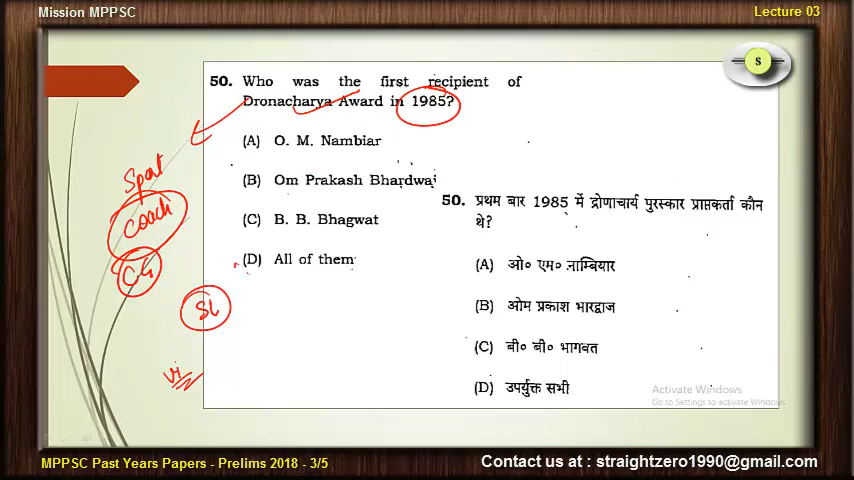 Mission MPPSC
Lecture 03
S
50. Who was the first recipient of
Dronacharya Award in 1985?
(A) O. M. Nambiar
(B) Om Prakash Bhardwaj
(C) B. B. Bhagwat
(D) All of them
Spot
Coach
50. प्रथम बार 1985 में द्रोणाचार्य पुरस्कार प्राप्तकर्ता कौन
थे?
(A) ओ० एम० नाम्बियार
(B) ओम प्रकाश भारद्वाज
(C) बी० बी० भागवत
(D) उपर्युक्त सभी
Activate Windows
Go to Settings to activate Windows.
MPPSC Past Years Papers - Prelims 2018 - 3/5
Contact us at : straightzero1990@gmail.com